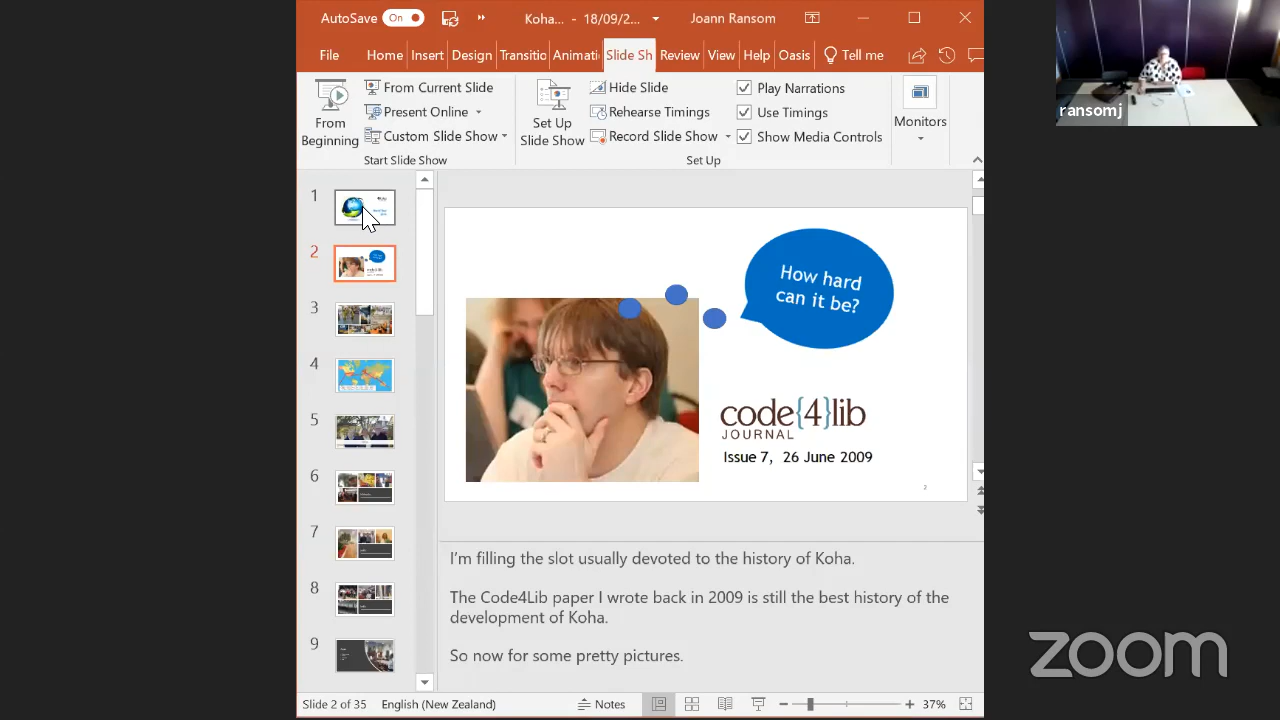 AutoSave On Koha... - 18/09/2... Joann Ransom
File Home Insert Design Transitio Animati Slide Sh Review View Help Oasis Tell me
From Beginning
From Current Slide
Present Online
Custom Slide Show
Start Slide Show
Set Up
Slide Show
Hide Slide
Rehearse Timings
Record Slide Show
Play Narrations
Use Timings
Show Media Controls
Set Up
Monitors
ransomj
1
2
3
4
5
6
7
8
9
How hard
can it be?
code{4}lib
JOURNAL
Issue 7, 26 June 2009
2
I'm filling the slot usually devoted to the history of Koha.
The Code4Lib paper I wrote back in 2009 is still the best history of the
development of Koha.
So now for some pretty pictures.
Slide 2 of 35 English (New Zealand) Notes 37%
zoom